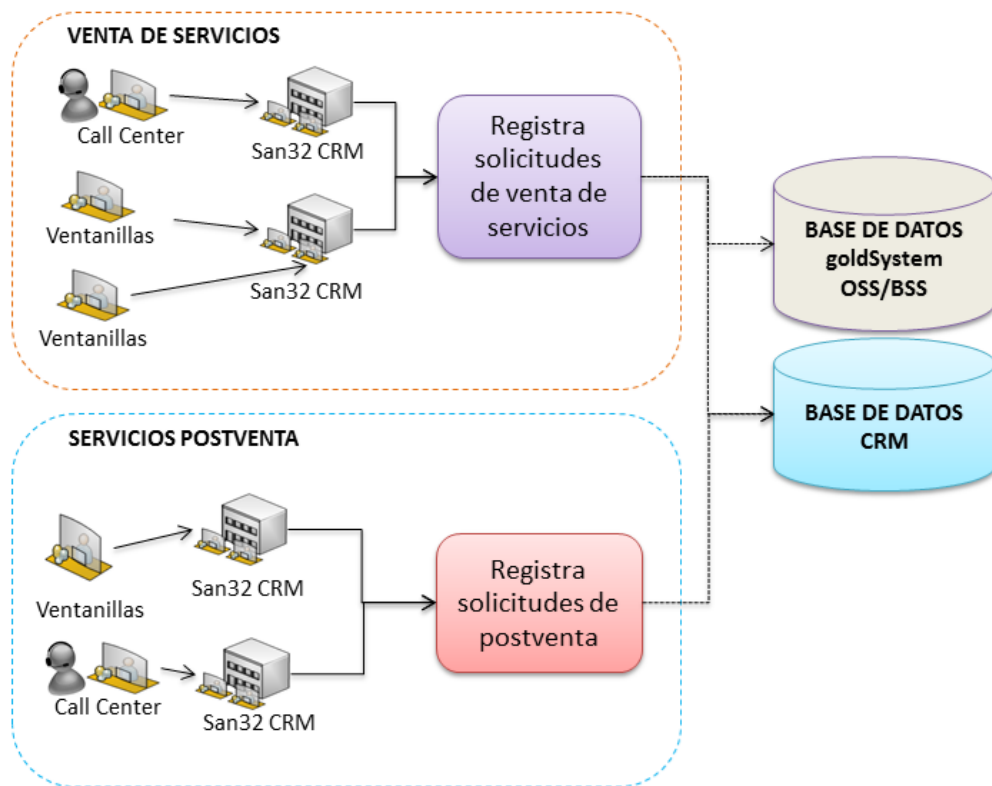 VENTA DE SERVICIOS
Call Center
San32 CRM
Ventanillas
San32 CRM
Ventanillas
Registra
solicitudes
de venta de
servicios
BASE DE DATOS
goldSystem
OSS/BSS
BASE DE DATOS
CRM
SERVICIOS POSTVENTA
Ventanillas
San32 CRM
Call Center
San32 CRM
Registra
solicitudes de
postventa